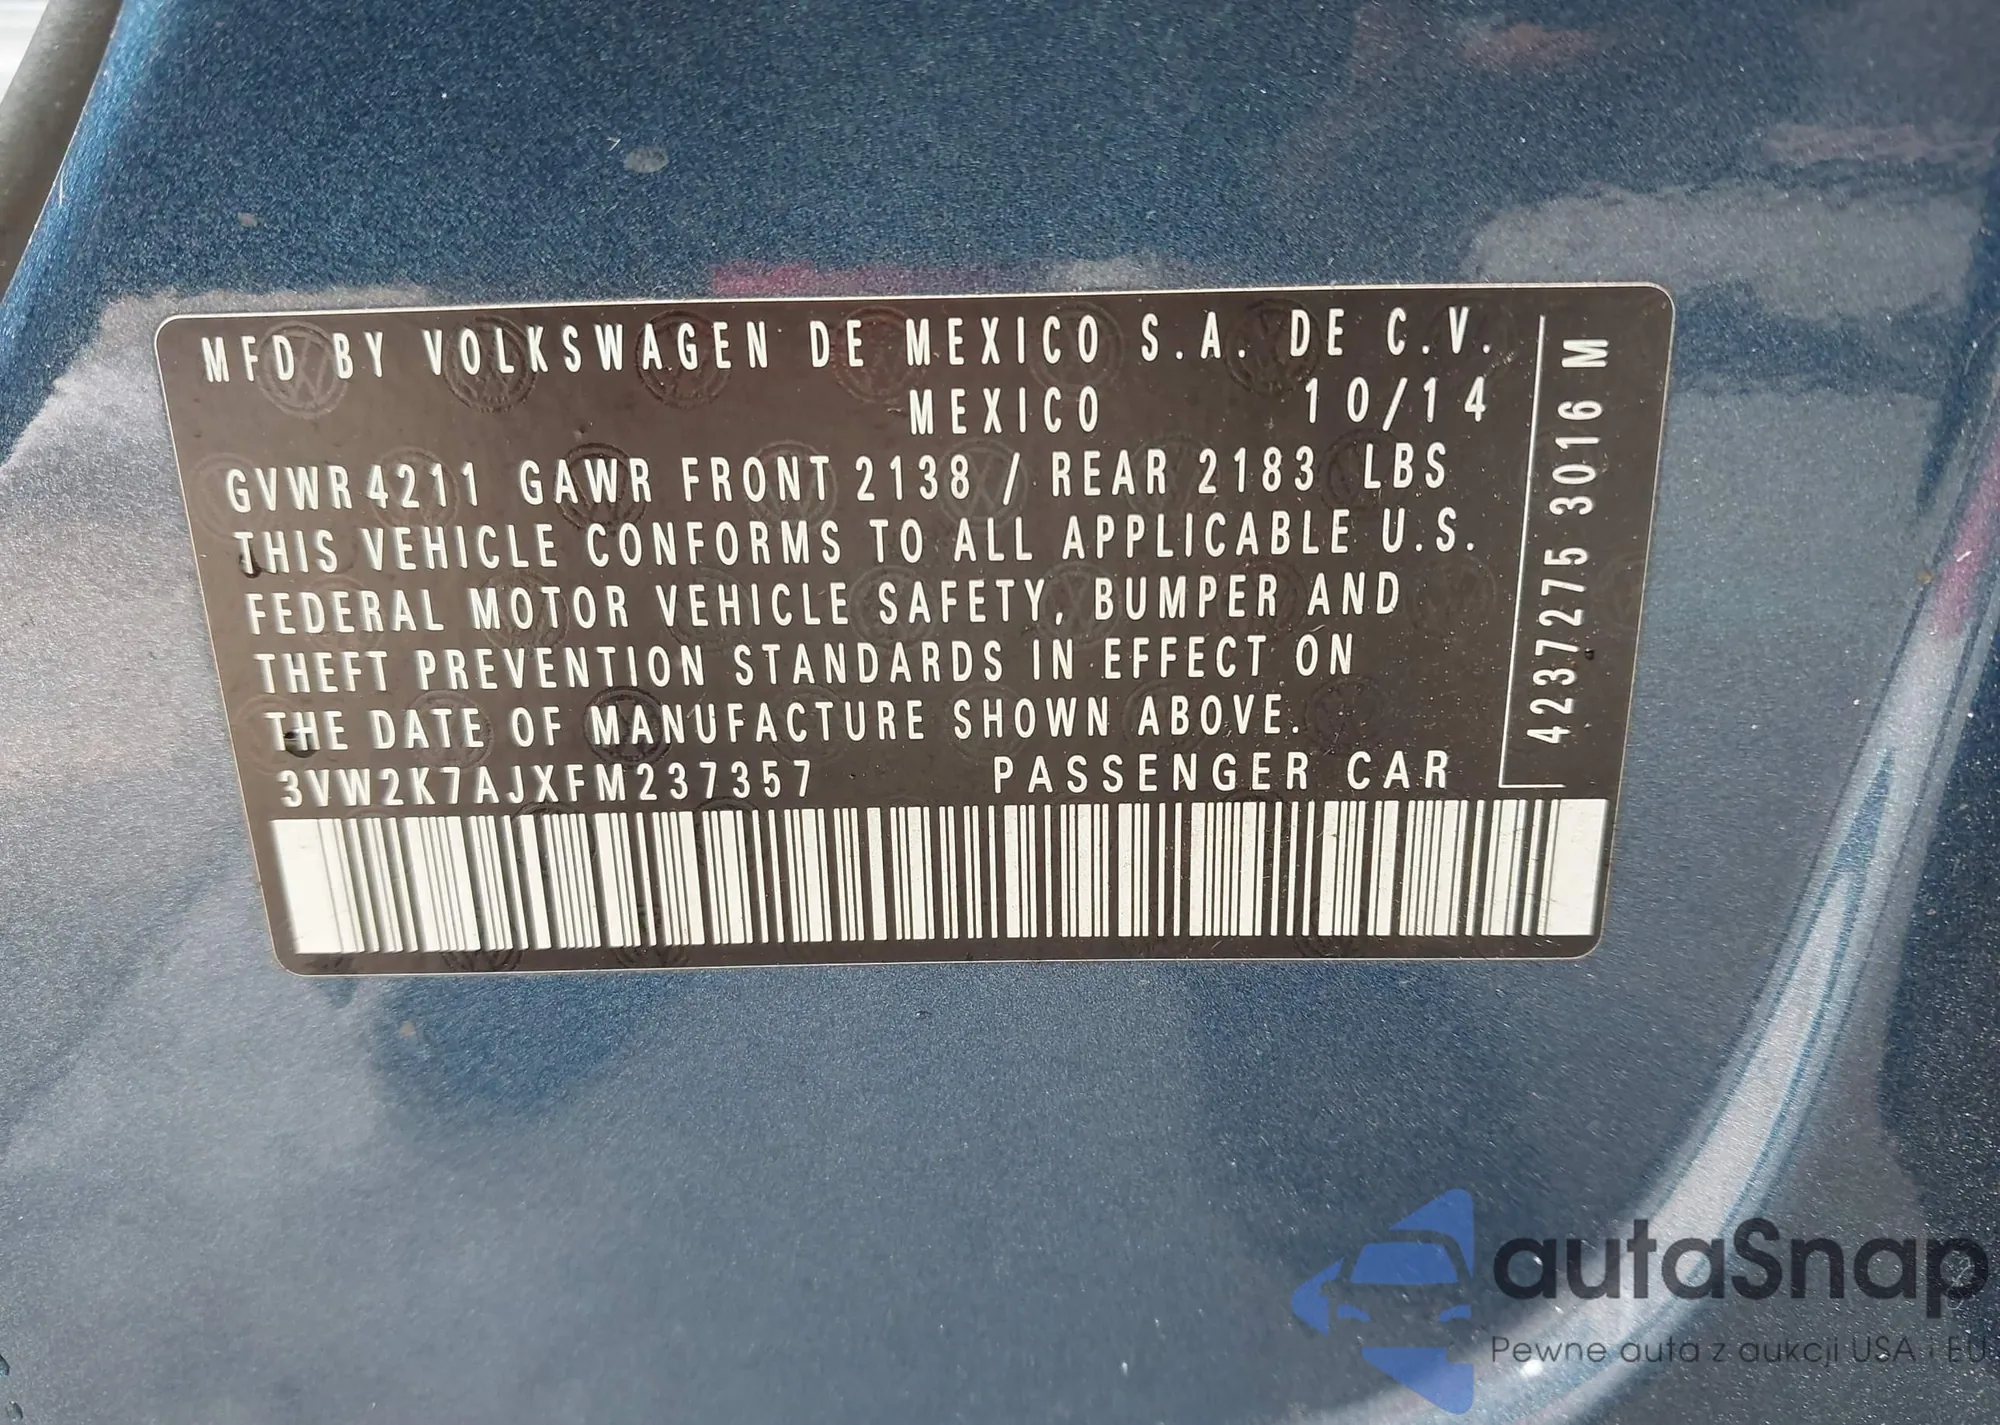 MFD BY VOLKSWAGEN DE MEXICO S.A. DE C.V.
MEXICO 10/14
GVWR 4211 GAWR FRONT 2138 / REAR 2183 LBS
THIS VEHICLE CONFORMS TO ALL APPLICABLE U.S.
FEDERAL MOTOR VEHICLE SAFETY, BUMPER AND
THEFT PREVENTION STANDARDS IN EFFECT ON
THE DATE OF MANUFACTURE SHOWN ABOVE.
3VW2K7AJXFM237357 PASSENGER CAR
4237275 3016 M
autaSnap
Pewne auta z aukcji USA i EU